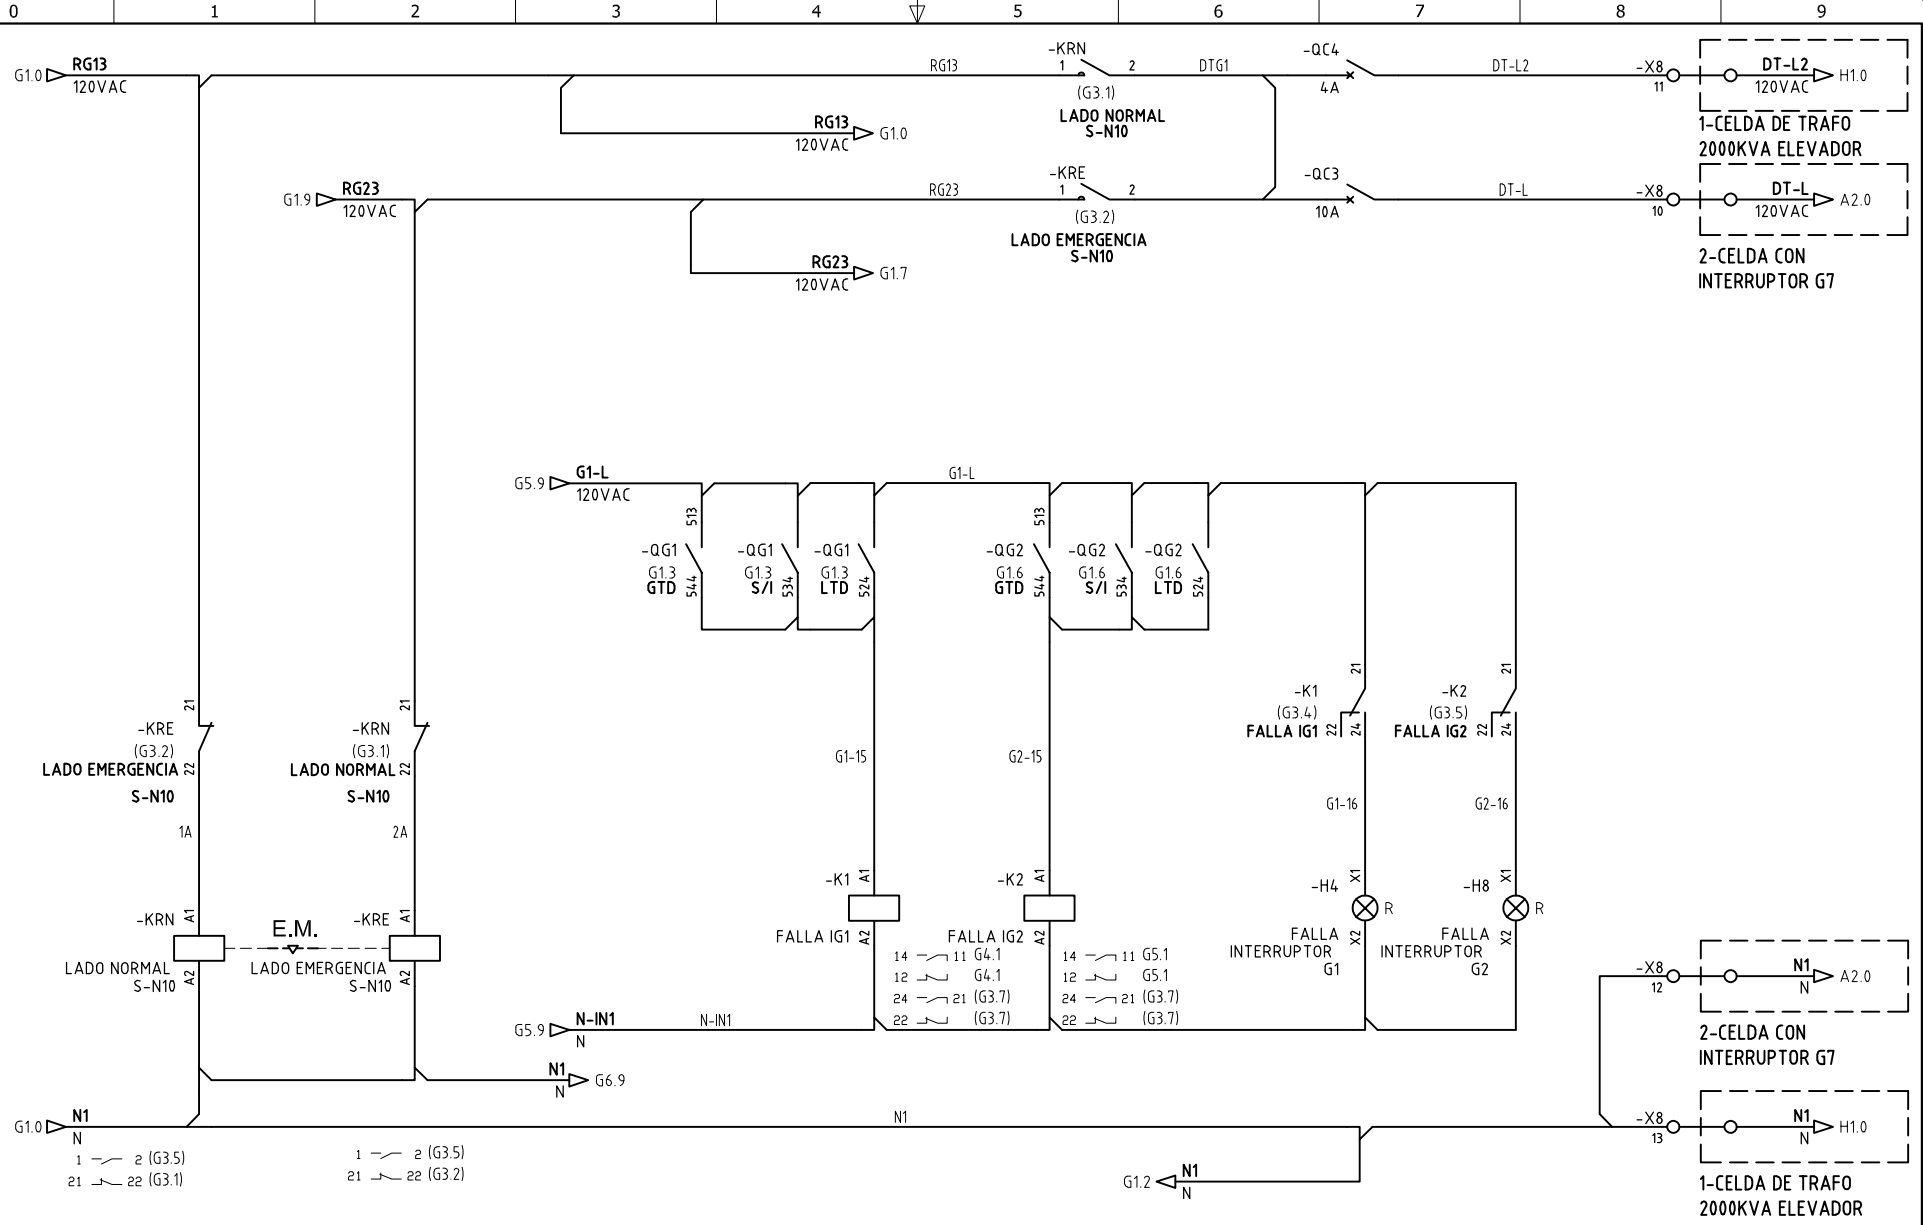 0 1 2 3 4 5 6 7 8 9
G1.0 RG13
120VAC
RG13
-KRN
1 2
(G3.1)
LADO NORMAL
S-N10
DTG1
-QC4
4A
DT-L2
-X8
11
DT-L2
120VAC
H1.0
1-CELDA DE TRAFO
2000KVA ELEVADOR
RG13
120VAC
G1.0
G1.9 RG23
120VAC
RG23
-KRE
1 2
(G3.2)
LADO EMERGENCIA
S-N10
-QC3
10A
DT-L
-X8
10
DT-L
120VAC
A2.0
2-CELDA CON
INTERRUPTOR G7
RG23
120VAC
G1.7
G5.9 G1-L
120VAC
G1-L
513
-QG1
G1.3
GTD
544
-QG1
G1.3
S/I
534
-QG1
G1.3
LTD
524
513
-QG2
G1.6
GTD
544
-QG2
G1.6
S/I
534
-QG2
G1.6
LTD
524
21
-KRE
(G3.2)
LADO EMERGENCIA
22
S-N10
1A
21
-KRN
(G3.1)
LADO NORMAL
22
S-N10
2A
G1-15
G2-15
21
-K1
(G3.4)
FALLA IG1
22 24
G1-16
21
-K2
(G3.5)
FALLA IG2
22 24
G2-16
-KRN
A1
LADO NORMAL
S-N10
A2
E.M.
-KRE
A1
LADO EMERGENCIA
S-N10
A2
-K1
A1
FALLA IG1
A2
-K2
A1
FALLA IG2
A2
-H4
X1
R
FALLA
INTERRUPTOR
G1
X2
-H8
X1
R
FALLA
INTERRUPTOR
G2
X2
14 11 G4.1
12 G4.1
24 21 (G3.7)
22 (G3.7)
14 11 G5.1
12 G5.1
24 21 (G3.7)
22 (G3.7)
-X8
12
N1
N
A2.0
2-CELDA CON
INTERRUPTOR G7
G5.9 N-IN1
N
N-IN1
N1
N
G6.9
G1.0 N1
N
N1
-X8
13
N1
N
H1.0
1-CELDA DE TRAFO
2000KVA ELEVADOR
1 2 (G3.5)
21 22 (G3.1)
1 2 (G3.5)
21 22 (G3.2)
G1.2 N1
N